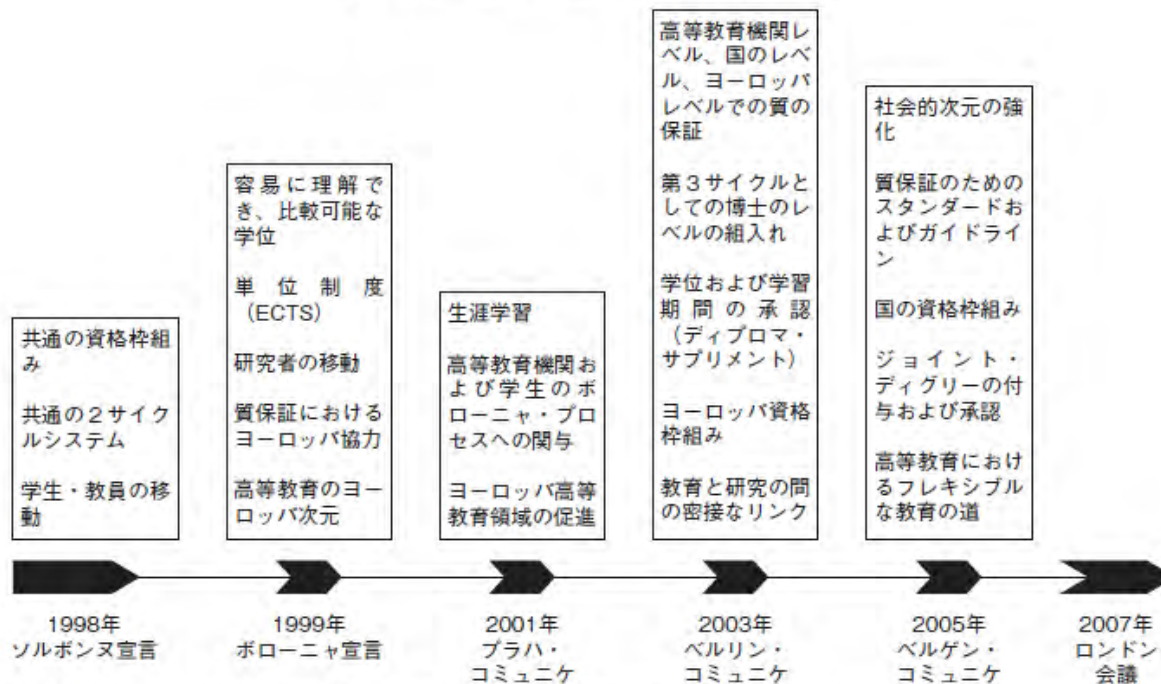 共通の資格枠組
み
共通の２サイク
ルシステム
学生・教員の移
動
容易に理解で
き、比較可能な
学位
単位制度
（ECTS）
研究者の移動
質保証における
ヨーロッパ協力
高等教育のヨー
ロッパ次元
生涯学習
高等教育機関お
よび学生のボ
ローニャ・プロ
セスへの関与
ヨーロッパ高等
教育領域の促進
高等教育機関レ
ベル、国のレベ
ル、ヨーロッパ
レベルでの質の
保証
第３サイクルと
しての博士のレ
ベルの組入れ
学位および学習
期間の承認
（ディプロマ・
サプリメント）
ヨーロッパ資格
枠組み
教育と研究の間
の密接なリンク
社会的次元の強
化
質保証のための
スタンダードお
よびガイドライ
ン
国の資格枠組み
ジョイント・
ディグリーの付
与および承認
高等教育におけ
るフレキシブル
な教育の道
1998年
ソルボンヌ宣言
1999年
ボローニャ宣言
2001年
プラハ・
コミュニケ
2003年
ベルリン・
コミュニケ
2005年
ベルゲン・
コミュニケ
2007年
ロンドン
会議